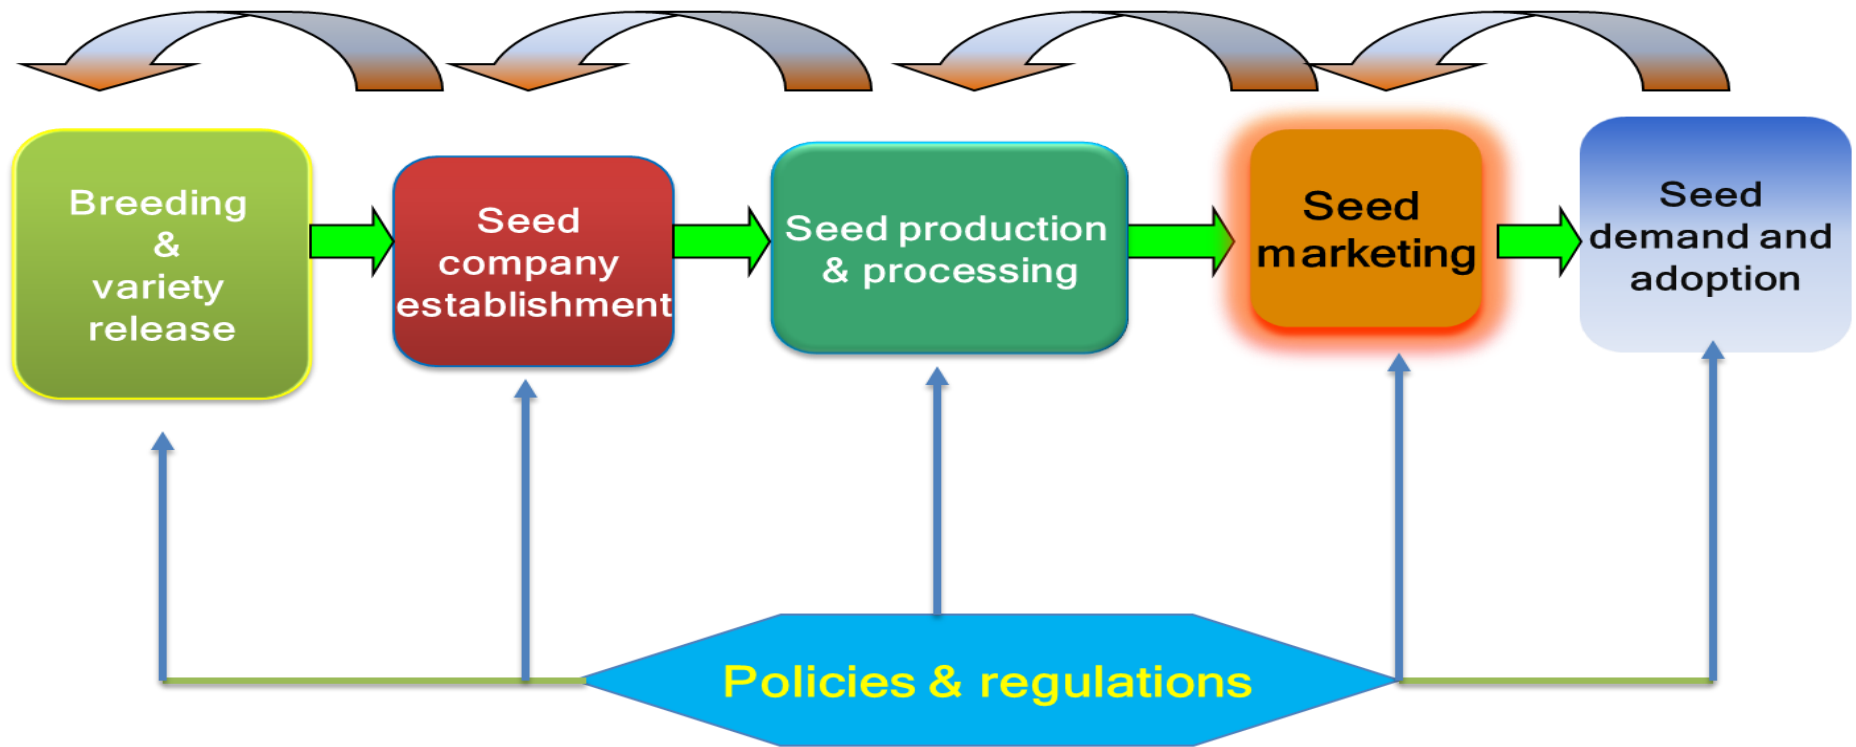 Breeding
&
variety
release
Seed
company
establishment
Seed production
& processing
Seed
marketing
Seed
demand and
adoption
Policies & regulations